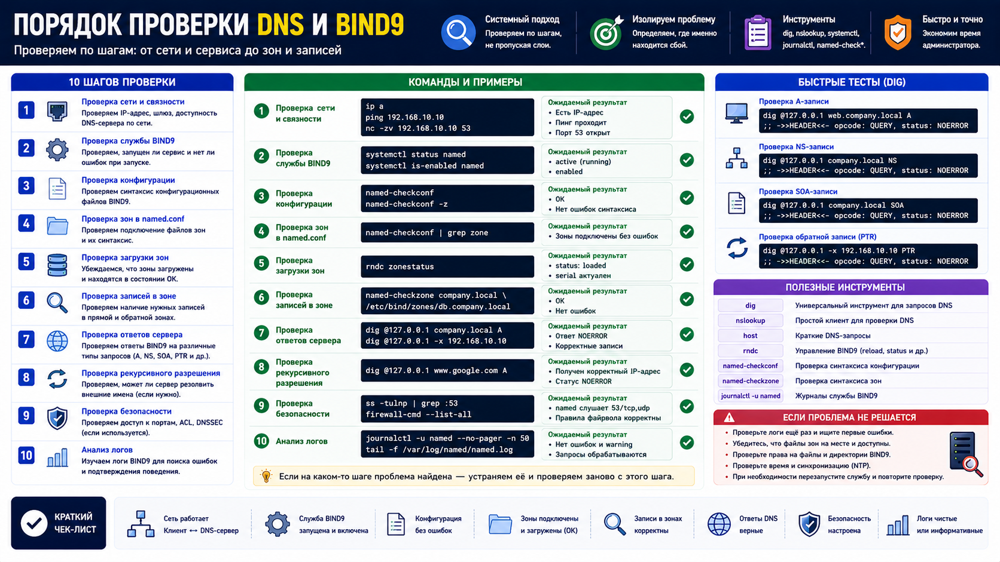 ПОРЯДОК ПРОВЕРКИ DNS И BIND9
Проверяем по шагам: от сети и сервиса до зон и записей
Системный подход
Проверяем по шагам,
не пропуская слои.
Изолируем проблему
Определяем, где именно
находится сбой.
Инструменты
dig, nslookup, systemctl,
journalctl, named-check*.
Быстро и точно
Экономим время
администратора.
10 ШАГОВ ПРОВЕРКИ
1
Проверка сети и связности
Проверяем IP-адрес, шлюз, доступность
DNS-сервера по сети.
2
Проверка службы BIND9
Проверяем, запущен ли сервис и нет ли
ошибок при запуске.
3
Проверка конфигурации
Проверяем синтаксис конфигурационных
файлов BIND9.
4
Проверка зон в named.conf
Проверяем подключение файлов зон
и их синтаксис.
5
Проверка загрузки зон
Убеждаемся, что зоны загружены
и находятся в состоянии OK.
6
Проверка записей в зоне
Проверяем наличие нужных записей
в прямой и обратной зонах.
7
Проверка ответов сервера
Проверяем ответы BIND9 на различные
типы запросов (A, NS, SOA, PTR и др.).
8
Проверка рекурсивного разрешения
Проверяем, может ли сервер резолвить
внешние имена (если нужно).
9
Проверка безопасности
Проверяем доступ к портам, ACL, DNSSEC
(если используется).
10
Анализ логов
Изучаем логи BIND9 для поиска ошибок
и подтверждения поведения.
КОМАНДЫ И ПРИМЕРЫ
1
Проверка сети
и связности
ip a
ping 192.168.10.10
nc -zv 192.168.10.10 53
Ожидаемый результат
• Есть IP-адрес
• Пинг проходит
• Порт 53 открыт
2
Проверка
службы BIND9
systemctl status named
systemctl is-enabled named
Ожидаемый результат
• active (running)
• enabled
3
Проверка
конфигурации
named-checkconf
named-checkconf -z
Ожидаемый результат
• OK
• Нет ошибок синтаксиса
4
Проверка зон
в named.conf
named-checkconf | grep zone
Ожидаемый результат
• Зоны подключены без ошибок
5
Проверка
загрузки зон
rndc zonestatus
Ожидаемый результат
• status: loaded
• serial актуален
6
Проверка
записей в зоне
named-checkzone company.local \
/etc/bind/zones/db.company.local
Ожидаемый результат
• OK
• Нет ошибок
7
Проверка
ответов сервера
dig @127.0.0.1 company.local A
dig @127.0.0.1 -x 192.168.10.10
Ожидаемый результат
• Ответ NOERROR
• Корректные записи
8
Проверка
рекурсивного
разрешения
dig @127.0.0.1 www.google.com A
Ожидаемый результат
• Получен корректный IP-адрес
• Статус NOERROR
9
Проверка
безопасности
ss -tulnp | grep :53
firewall-cmd --list-all
Ожидаемый результат
• named слушает 53/tcp,udp
• Правила файрвола корректны
10
Анализ логов
journalctl -u named --no-pager -n 50
tail -f /var/log/named/named.log
Ожидаемый результат
• Нет ошибок и warning
• Запросы обрабатываются
Если на каком-то шаге проблема найдена — устраняем её и проверяем заново с этого шага.
БЫСТРЫЕ ТЕСТЫ (DIG)
Проверка A-записи
dig @127.0.0.1 web.company.local A
;; ->>HEADER<<- opcode: QUERY, status: NOERROR
Проверка NS-записи
dig @127.0.0.1 company.local NS
;; ->>HEADER<<- opcode: QUERY, status: NOERROR
Проверка SOA-записи
dig @127.0.0.1 company.local SOA
;; ->>HEADER<<- opcode: QUERY, status: NOERROR
Проверка обратной записи (PTR)
dig @127.0.0.1 -x 192.168.10.10 PTR
;; ->>HEADER<<- opcode: QUERY, status: NOERROR
ПОЛЕЗНЫЕ ИНСТРУМЕНТЫ
dig Универсальный инструмент для запросов DNS
nslookup Простой клиент для проверки DNS
host Краткие DNS-запросы
rndc Управление BIND9 (reload, status и др.)
named-checkconf Проверка синтаксиса конфигурации
named-checkzone Проверка синтаксиса зон
journalctl -u named Журналы службы BIND9
ЕСЛИ ПРОБЛЕМА НЕ РЕШАЕТСЯ
• Проверьте логи ещё раз и ищите первые ошибки.
• Убедитесь, что файлы зон на месте и доступны.
• Проверьте права на файлы и директории BIND9.
• Проверьте время и синхронизацию (NTP).
• При необходимости перезапустите службу и повторите проверку.
КРАТКИЙ
ЧЕК-ЛИСТ
Сеть работает
Клиент ↔ DNS-сервер
Служба BIND9
запущена и включена
Конфигурация
без ошибок
Зоны подключены
и загружены (OK)
Записи в зонах
корректны
Ответы DNS
верные
Безопасность
настроена
Логи чистые
или информативные